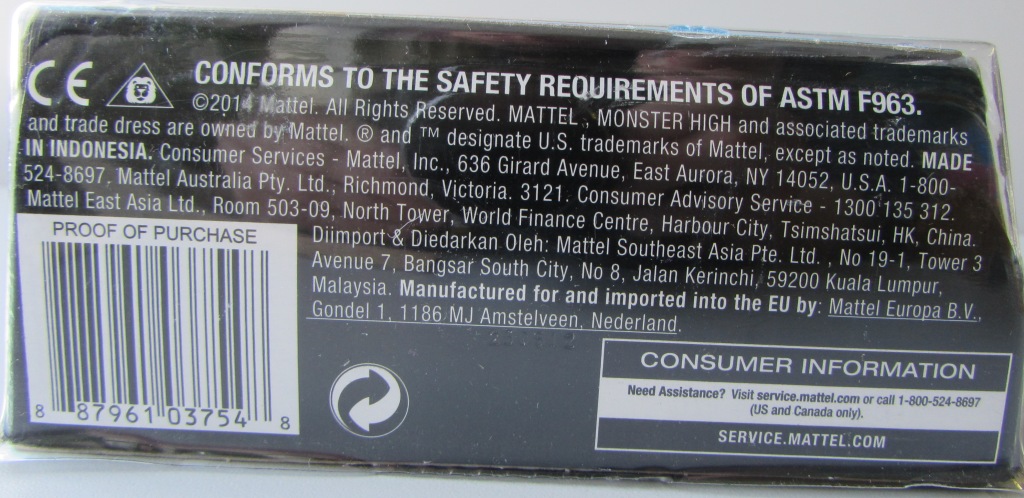 CE
CONFORMS TO THE SAFETY REQUIREMENTS OF ASTM F963.
©2014 Mattel. All Rights Reserved. MATTEL, MONSTER HIGH and associated trademarks
and trade dress are owned by Mattel. ® and ™ designate U.S. trademarks of Mattel, except as noted. MADE
IN INDONESIA. Consumer Services - Mattel, Inc., 636 Girard Avenue, East Aurora, NY 14052, U.S.A. 1-800-
524-8697. Mattel Australia Pty. Ltd., Richmond, Victoria. 3121. Consumer Advisory Service - 1300 135 312.
Mattel East Asia Ltd., Room 503-09, North Tower, World Finance Centre, Harbour City, Tsimshatsui, HK, China.
Diimport & Diedarkan Oleh: Mattel Southeast Asia Pte. Ltd. , No 19-1, Tower 3
Avenue 7, Bangsar South City, No 8, Jalan Kerinchi, 59200 Kuala Lumpur,
Malaysia. Manufactured for and imported into the EU by: Mattel Europa B.V.,
Gondel 1, 1186 MJ Amstelveen, Nederland.
PROOF OF PURCHASE
8 87961 03754 8
CONSUMER INFORMATION
Need Assistance? Visit service.mattel.com or call 1-800-524-8697
(US and Canada only).
SERVICE.MATTEL.COM